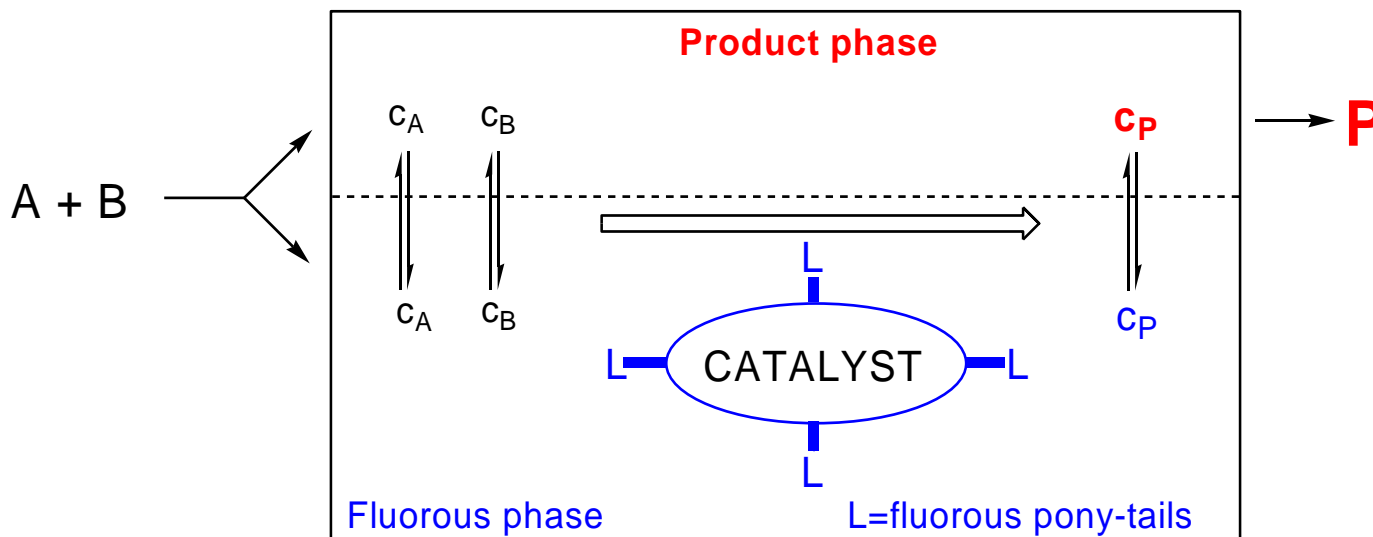 Product phase
c_A c_B c_P
P
A + B
L
c_A c_B c_P
L CATALYST L
L
Fluorous phase L=fluorous pony-tails